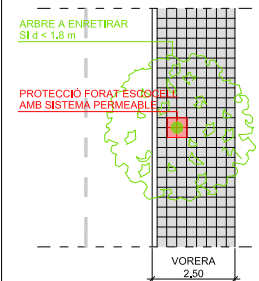 ARBRE A ENRETIRAR
SI d < 1,8 m
PROTECCIÓ FORAT ESCOCELL
AMB SISTEMA PERMEABLE
VORERA
2,50